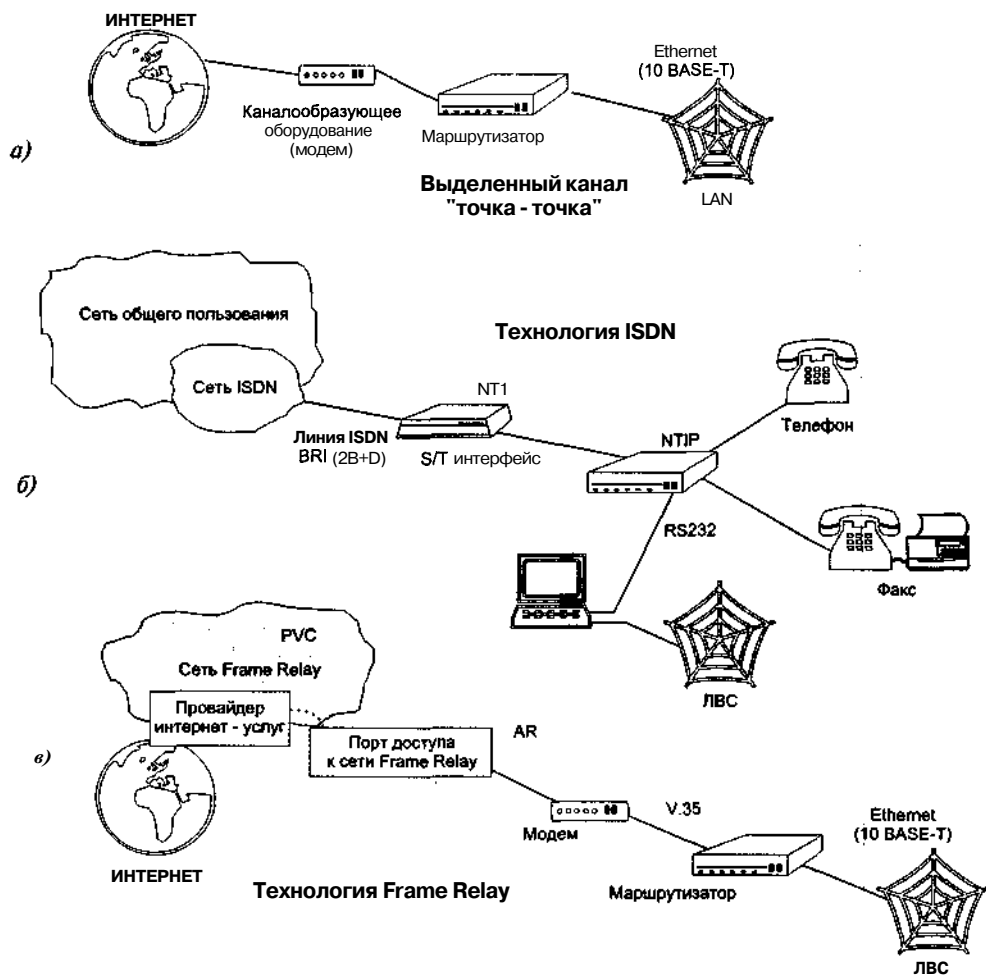 ИНТЕРНЕТ
Ethernet
(10 BASE-T)
Каналообразующее
оборудование
(модем)
Маршрутизатор
а)
Выделенный канал
"точка - точка"
LAN
Сеть общего пользования
Технология ISDN
Сеть ISDN
NT1
Телефон
Линия ISDN
BRI (2B+D)
S/T интерфейс
NTIP
б)
RS232
Факс
PVC
Сеть Frame Relay
ЛВС
Провайдер
интернет - услуг
AR
Порт доступа
к сети Frame Relay
в)
V.35
Модем
Ethernet
(10 BASE-T)
ИНТЕРНЕТ
Технология Frame Relay
Маршрутизатор
ЛВС